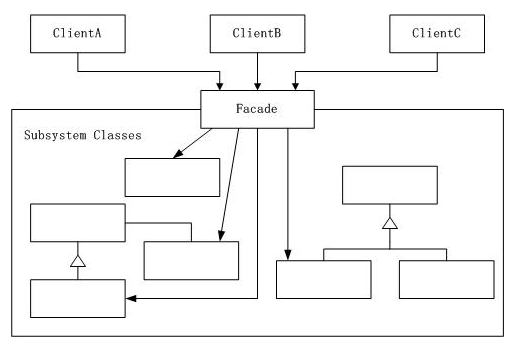 ClientA
ClientB
ClientC
Facade
Subsystem Classes